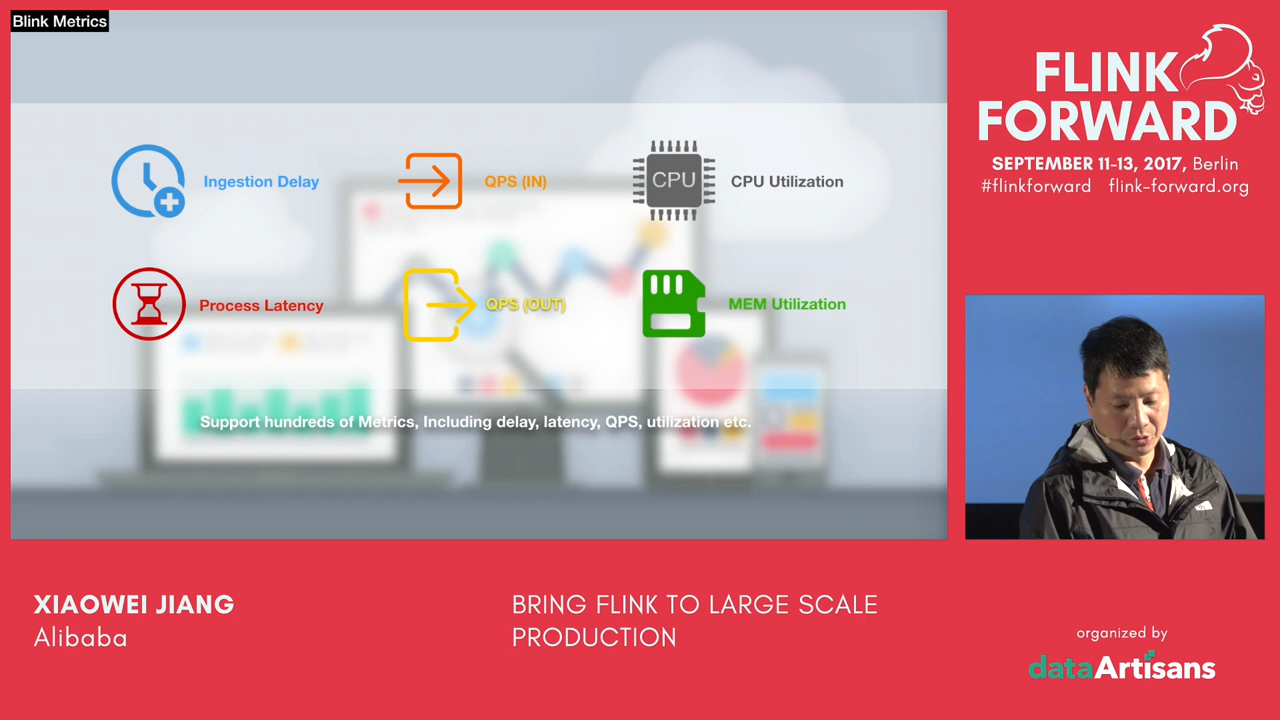 Blink Metrics
Ingestion Delay
QPS (IN)
CPU
CPU Utilization
Process Latency
QPS (OUT)
MEM Utilization
Support hundreds of Metrics, Including delay, latency, QPS, utilization etc.
FLINK
FORWARD
SEPTEMBER 11-13, 2017, Berlin
#flinkforward flink-forward.org
XIAOWEI JIANG
Alibaba
BRING FLINK TO LARGE SCALE
PRODUCTION
organized by
dataArtisans